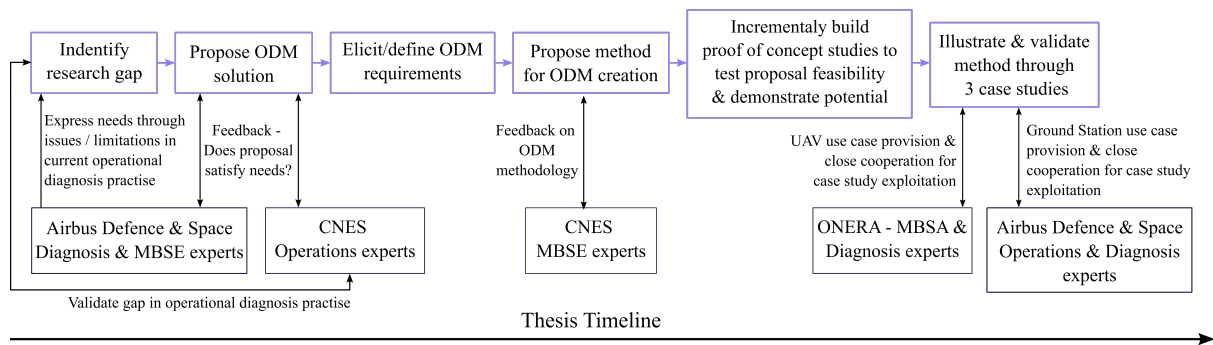 Indentify
research gap
Propose ODM
solution
Elicit/define ODM
requirements
Propose method
for ODM creation
Incrementaly build
proof of concept studies to
test proposal feasibility
& demonstrate potential
Illustrate & validate
method through
3 case studies
Express needs through
issues / limitations in
current operational
diagnosis practise
Feedback -
Does proposal
satisfy needs?
Feedback on
ODM
methodology
UAV use case provision &
close cooperation for
case study exploitation
Ground Station use case
provision & close
cooperation for case study
exploitation
Airbus Defence & Space
Diagnosis & MBSE experts
CNES
Operations experts
CNES
MBSE experts
ONERA - MBSA &
Diagnosis experts
Airbus Defence & Space
Operations & Diagnosis
experts
Validate gap in operational diagnosis practise
Thesis Timeline